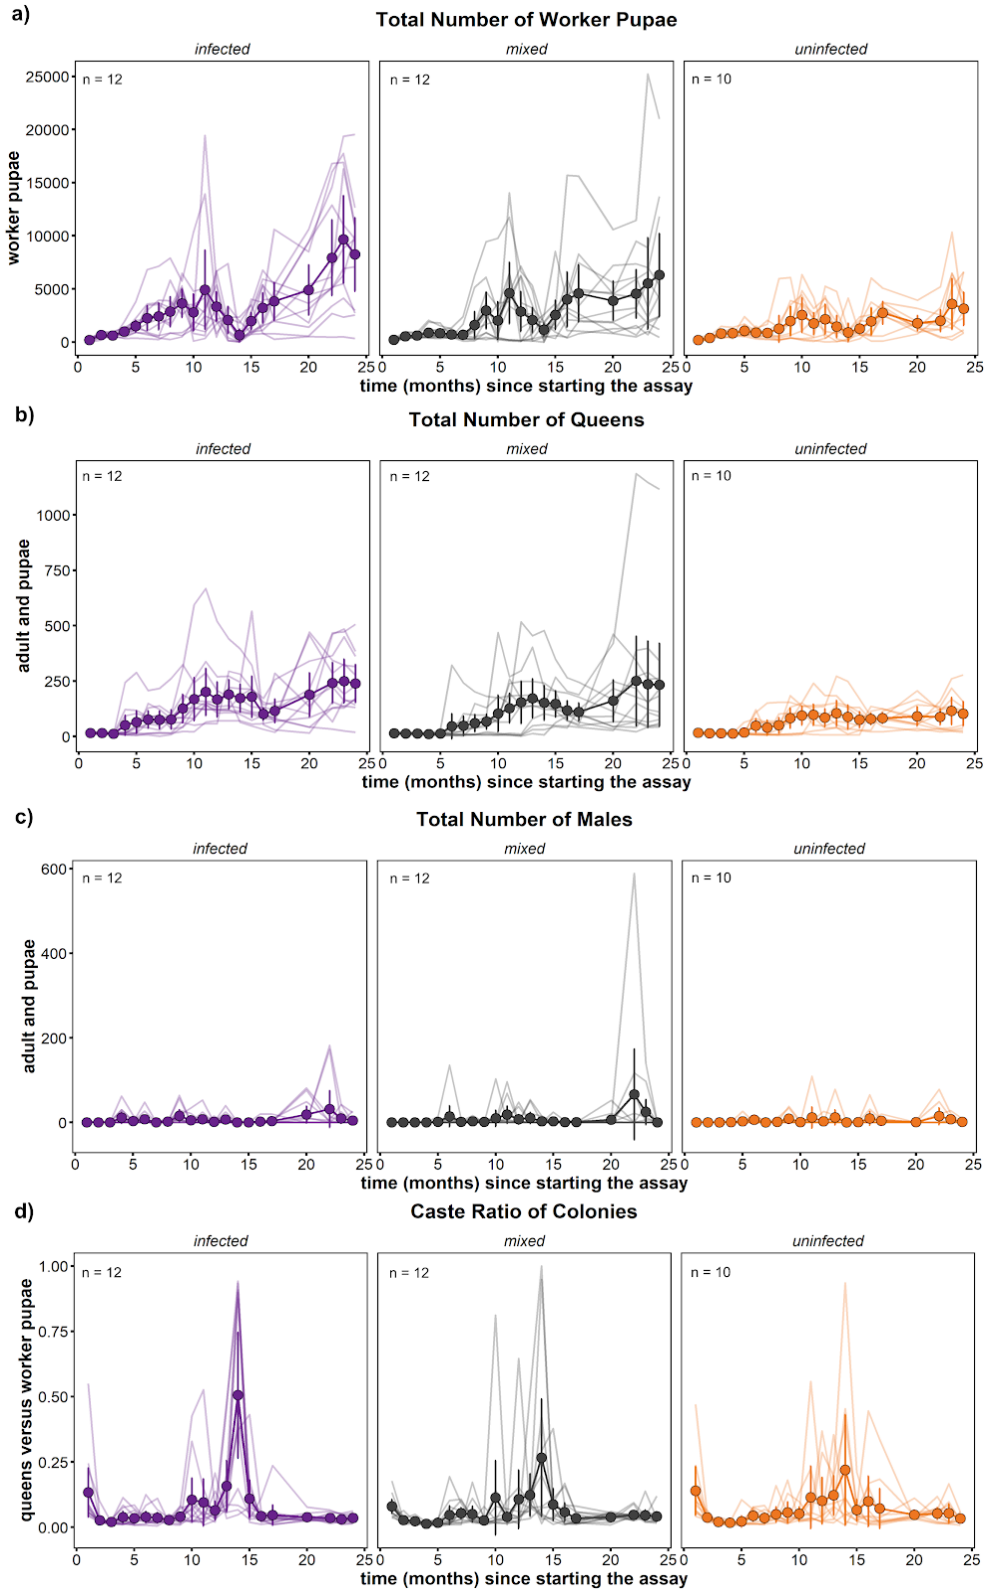 a)
Total Number of Worker Pupae
infected mixed uninfected
n = 12 n = 12 n = 10
worker pupae
25000
20000
15000
10000
5000
0
0 5 10 15 20 25 0 5 10 15 20 25 0 5 10 15 20 25
time (months) since starting the assay
b)
Total Number of Queens
infected mixed uninfected
n = 12 n = 12 n = 10
adult and pupae
1000
750
500
250
0
0 5 10 15 20 25 0 5 10 15 20 25 0 5 10 15 20 25
time (months) since starting the assay
c)
Total Number of Males
infected mixed uninfected
n = 12 n = 12 n = 10
adult and pupae
600
400
200
0
0 5 10 15 20 25 0 5 10 15 20 25 0 5 10 15 20 25
time (months) since starting the assay
d)
Caste Ratio of Colonies
infected mixed uninfected
n = 12 n = 12 n = 10
queens versus worker pupae
1.00
0.75
0.50
0.25
0.00
0 5 10 15 20 25 0 5 10 15 20 25 0 5 10 15 20 25
time (months) since starting the assay